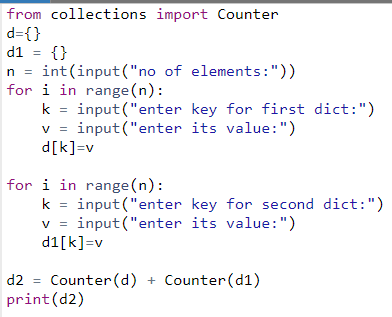 from collections import Counter
d={}
d1 = {}
n = int(input("no of elements:"))
for i in range(n):
    k = input("enter key for first dict:")
    v = input("enter its value:")
    d[k]=v

for i in range(n):
    k = input("enter key for second dict:")
    v = input("enter its value:")
    d1[k]=v

d2 = Counter(d) + Counter(d1)
print(d2)